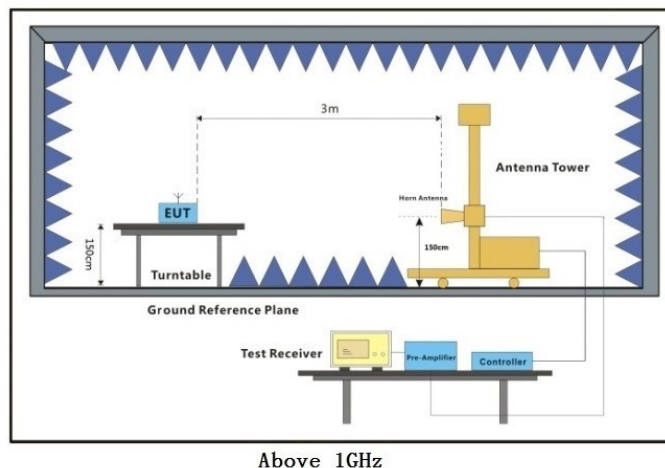 3m
Antenna Tower
Horn Antenna
EUT
150cm
150cm
Turntable
Ground Reference Plane
Test Receiver
Pre-Amplifier
Controller
Above 1GHz